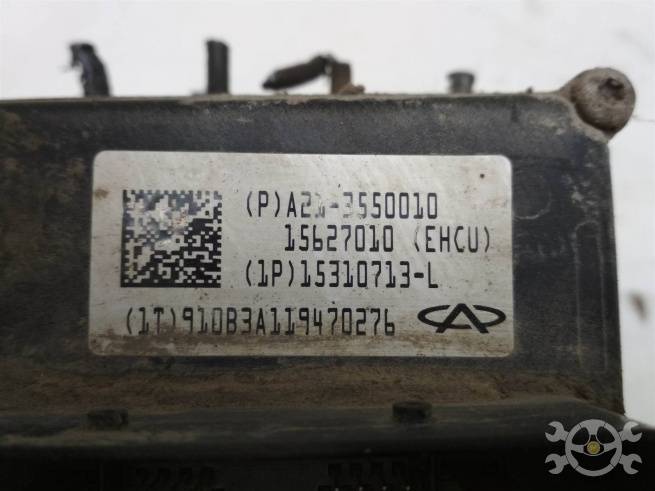 (P)A21-3550010
15627010 (EHCU)
(1P)15310713-L
(1T)910B3A119470276